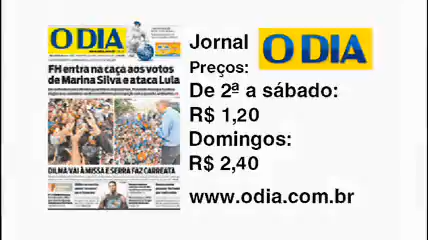 O DIA
FH entra na caça aos votos
de Marina Silva e ataca Lula
DILMA VAI À MISSA E SERRA FAZ CARREATA
Jornal
O DIA
Preços:
De 2ª a sábado:
R$ 1,20
Domingos:
R$ 2,40
www.odia.com.br